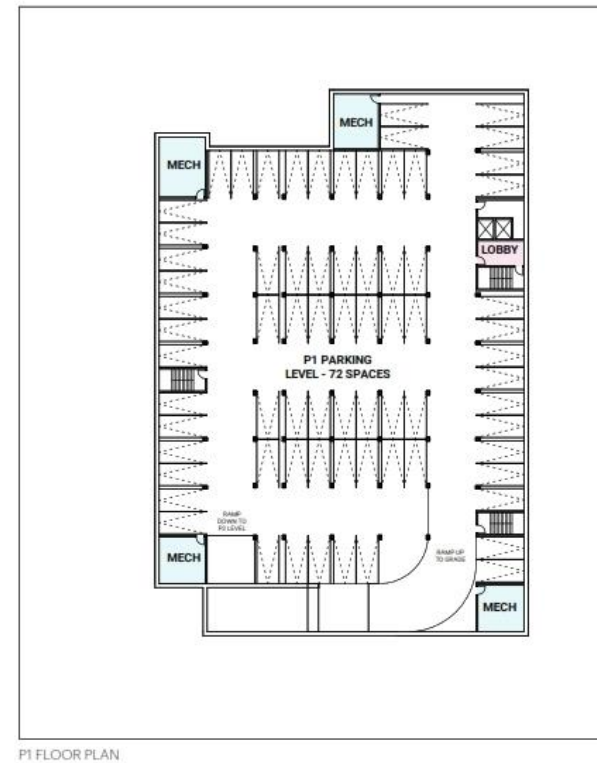 MECH
MECH
LOBBY
P1 PARKING
LEVEL - 72 SPACES
RAMP
DOWN TO
P2 LEVEL
RAMP UP
TO GRADE
MECH
MECH
P1 FLOOR PLAN